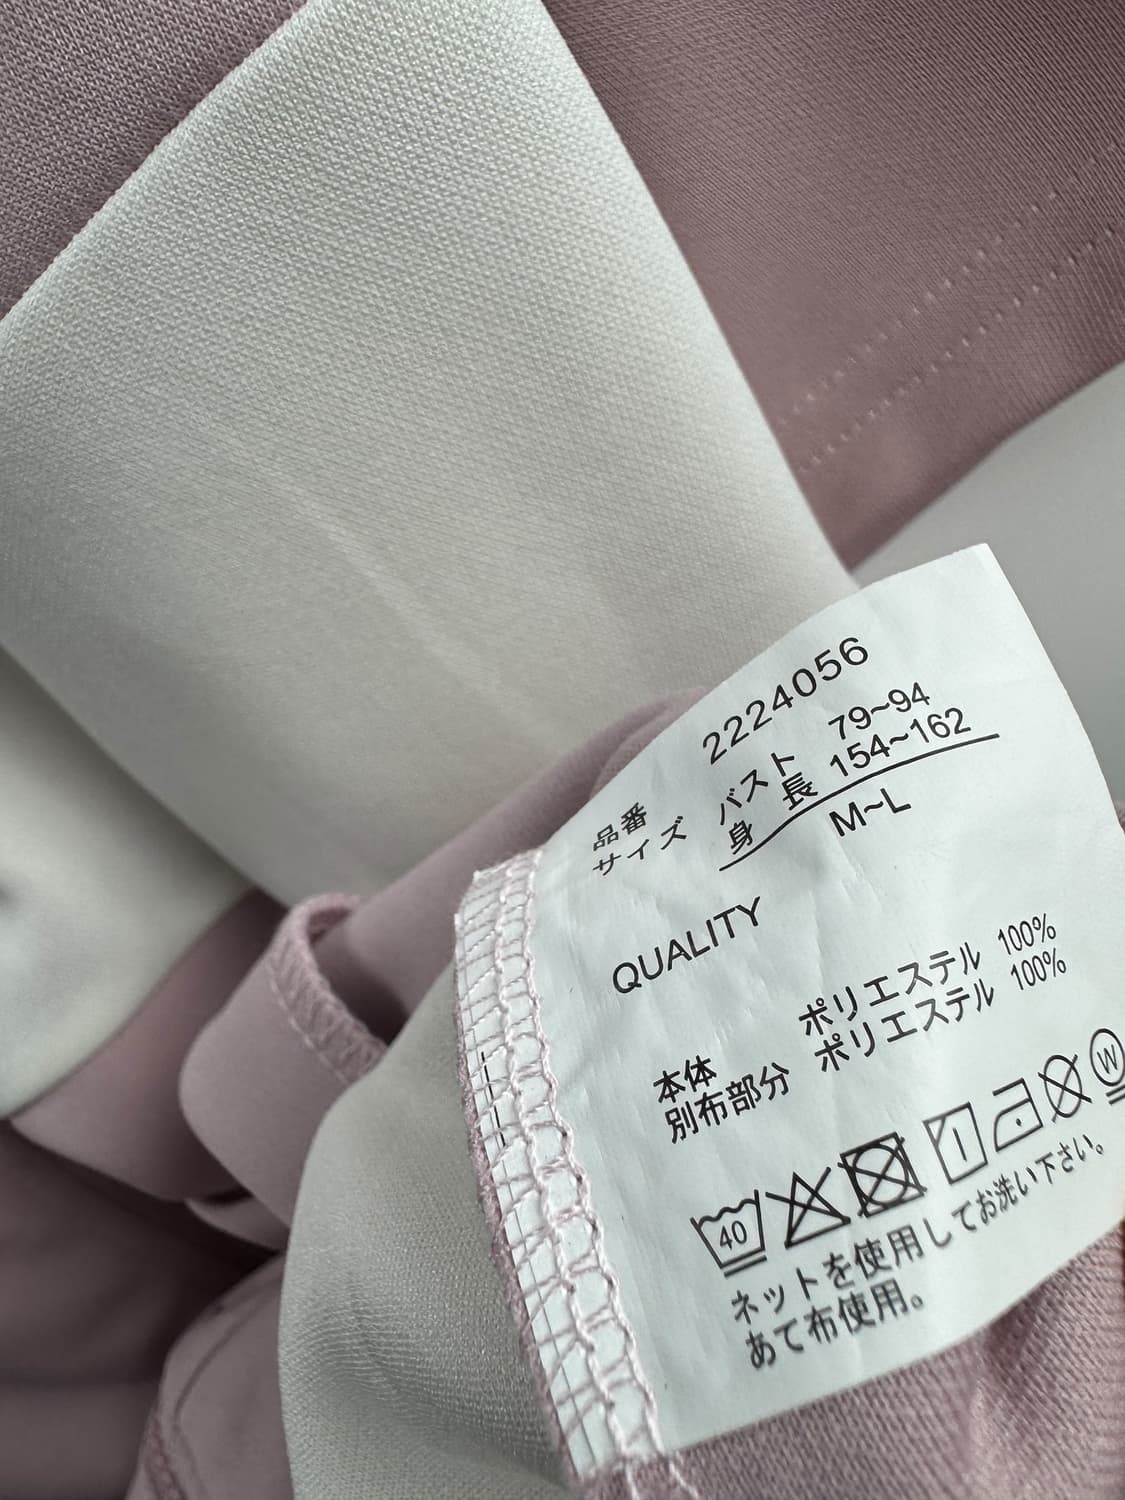 品番 2224056
サイズ バスト 79~94
身長 154~162
M~L
QUALITY
本体 ポリエステル 100%
別布部分 ポリエステル 100%
40
W
ネットを使用してお洗い下さい。
あて布使用。